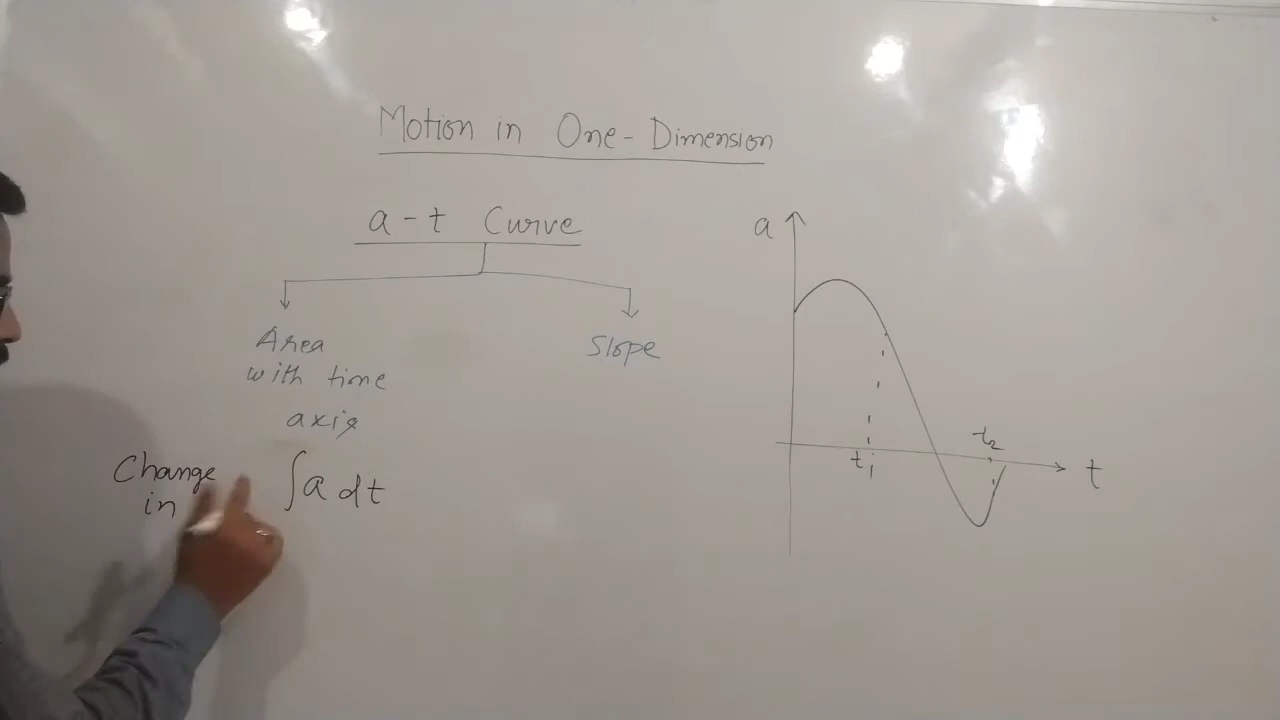 Motion in One-Dimension
a-t Curve
Area
with time
axis
Slope
Change
in
∫a dt
a
t₁
t₂
t